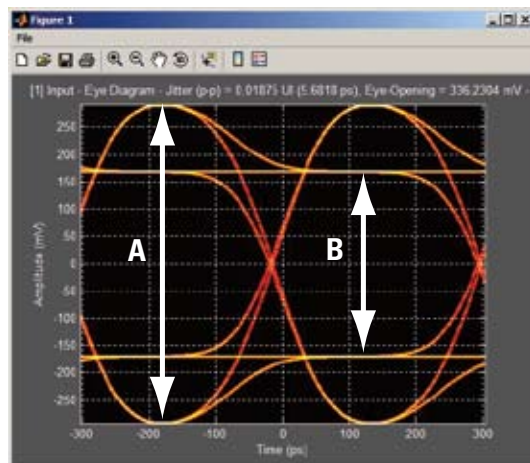 Figure 1
File
[1] Input - Eye Diagram - Jitter (p-p) = 0.01875 UI (5.6818 ps), Eye-Opening = 336.2304 mV -
250
200
150
100
50
0
-50
-100
-150
-200
-250
Amplitude (mV)
A
B
-300
-200
-100
0
100
200
300
Time (ps)